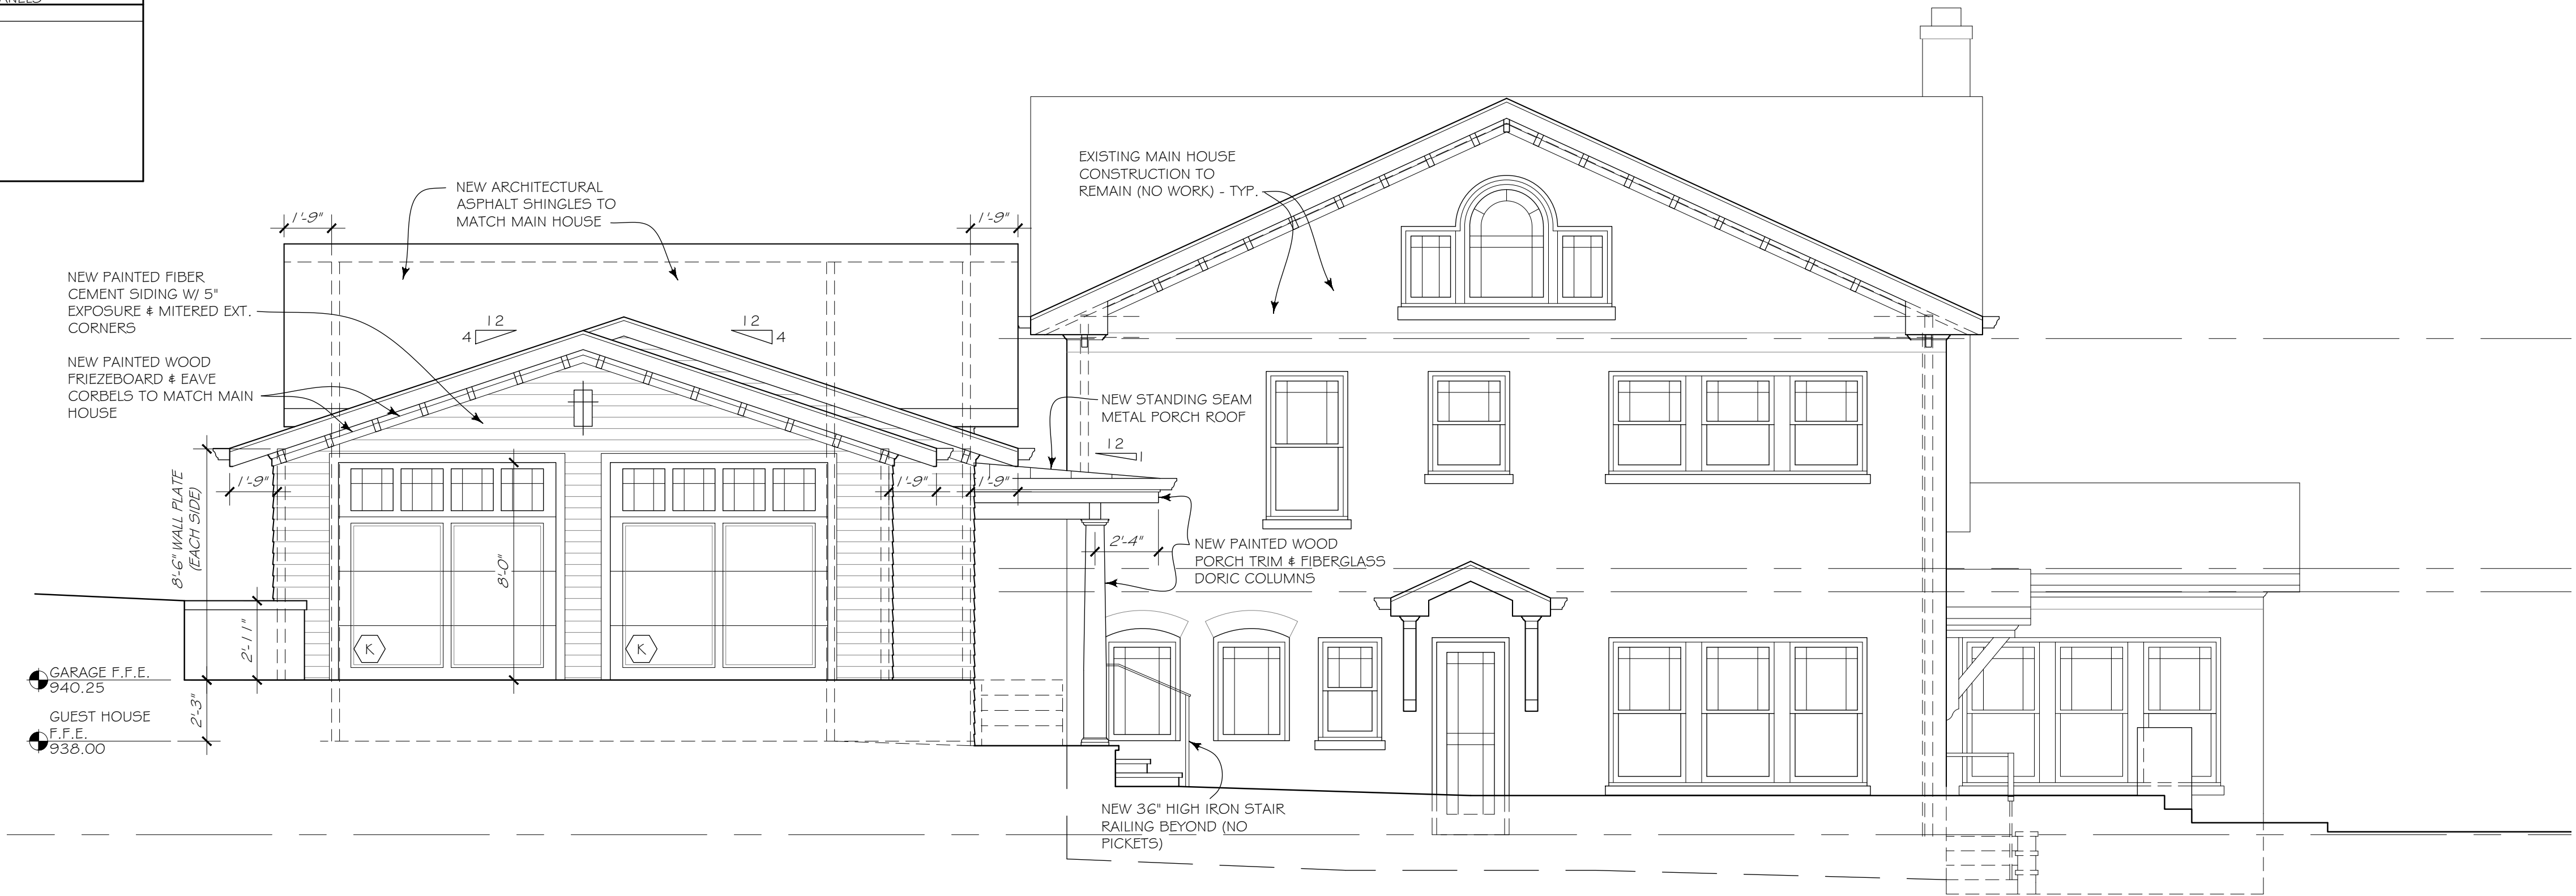 NEW ARCHITECTURAL
ASPHALT SHINGLES TO
MATCH MAIN HOUSE
EXISTING MAIN HOUSE
CONSTRUCTION TO
REMAIN (NO WORK) - TYP.
1'-9"
1'-9"
NEW PAINTED FIBER
CEMENT SIDING W/ 5"
EXPOSURE & MITERED EXT.
CORNERS
12
4
12
4
NEW PAINTED WOOD
FRIEZEBOARD & EAVE
CORBELS TO MATCH MAIN
HOUSE
NEW STANDING SEAM
METAL PORCH ROOF
12
1
8'-6" WALL PLATE
(EACH SIDE)
1'-9"
1'-9"
1'-9"
2'-4"
NEW PAINTED WOOD
PORCH TRIM & FIBERGLASS
DORIC COLUMNS
8'-0"
2'-11"
K
K
GARAGE F.F.E.
940.25
2'-3"
GUEST HOUSE
F.F.E.
938.00
NEW 36" HIGH IRON STAIR
RAILING BEYOND (NO
PICKETS)